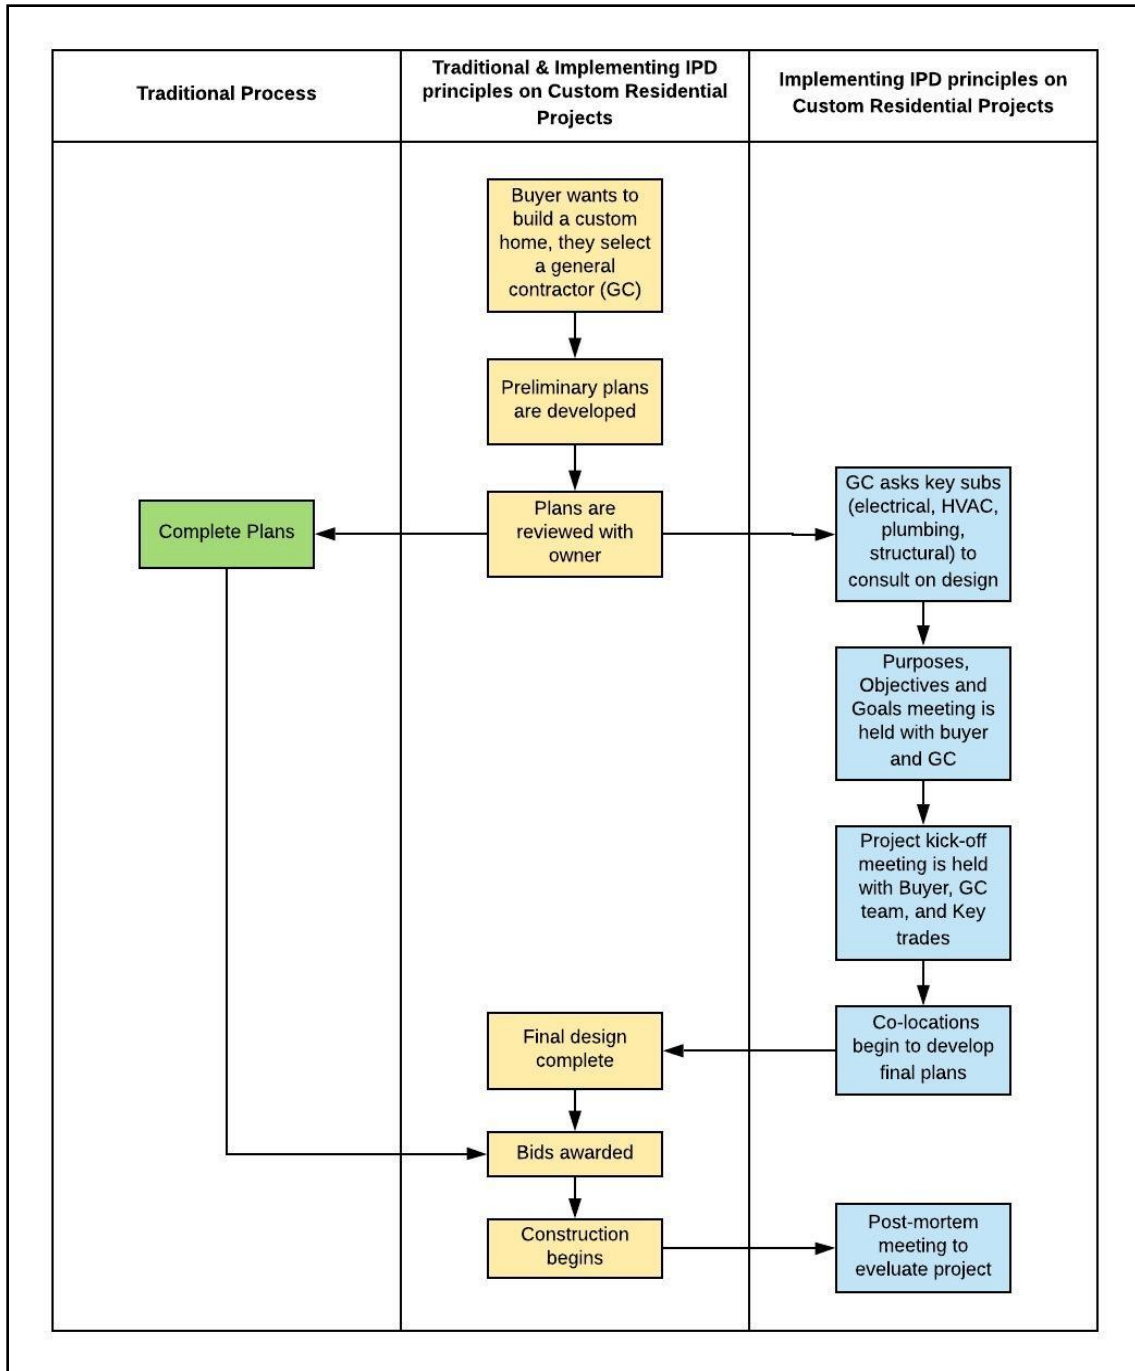 Traditional Process
Traditional & Implementing IPD
principles on Custom Residential
Projects
Implementing IPD principles on
Custom Residential Projects
Buyer wants to
build a custom
home, they select
a general
contractor (GC)
Preliminary plans
are developed
Plans are
reviewed with
owner
Complete Plans
GC asks key subs
(electrical, HVAC,
plumbing,
structural) to
consult on design
Purposes,
Objectives and
Goals meeting is
held with buyer
and GC
Project kick-off
meeting is held
with Buyer, GC
team, and Key
trades
Co-locations
begin to develop
final plans
Final design
complete
Bids awarded
Construction
begins
Post-mortem
meeting to
eveluate project